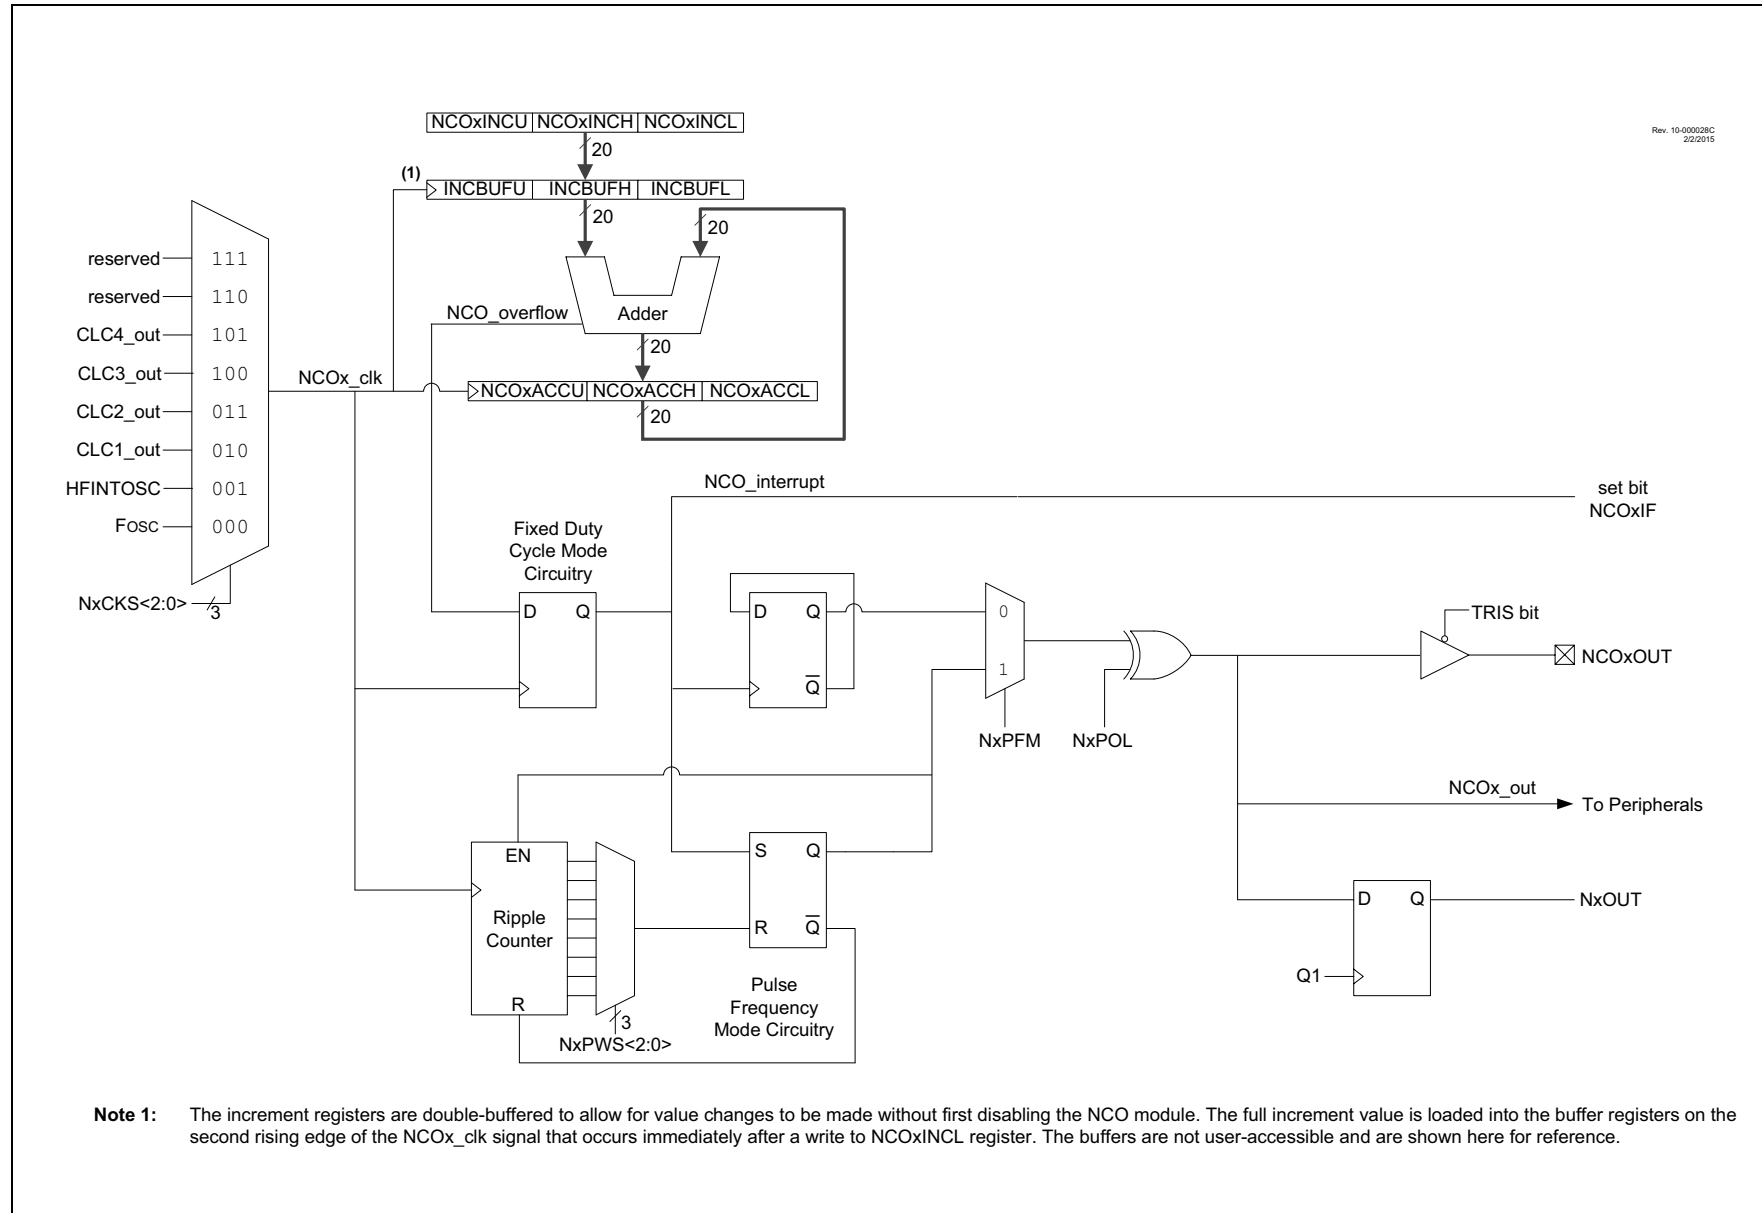 NCOxINCU NCOxINCH NCOxINCL
20
Rev. 10-000028C
2/2/2015
(1)
INCBUFU INCBUFH INCBUFL
20
20
reserved 111
reserved 110
CLC4_out 101
CLC3_out 100
CLC2_out 011
CLC1_out 010
HFINTOSC 001
FOSC 000
NxCKS<2:0>
3
NCOx_clk
NCO_overflow
Adder
20
NCOxACCU NCOxACCH NCOxACCL
20
NCO_interrupt
set bit
NCOxIF
Fixed Duty
Cycle Mode
Circuitry
D Q
D Q
Q
0
1
NxPFM
NxPOL
TRIS bit
NCOxOUT
NCOx_out
To Peripherals
EN
Ripple
Counter
R
3
NxPWS<2:0>
S Q
R Q
Pulse
Frequency
Mode Circuitry
D Q
NxOUT
Q1
Note 1: The increment registers are double-buffered to allow for value changes to be made without first disabling the NCO module. The full increment value is loaded into the buffer registers on the
second rising edge of the NCOx_clk signal that occurs immediately after a write to NCOxINCL register. The buffers are not user-accessible and are shown here for reference.